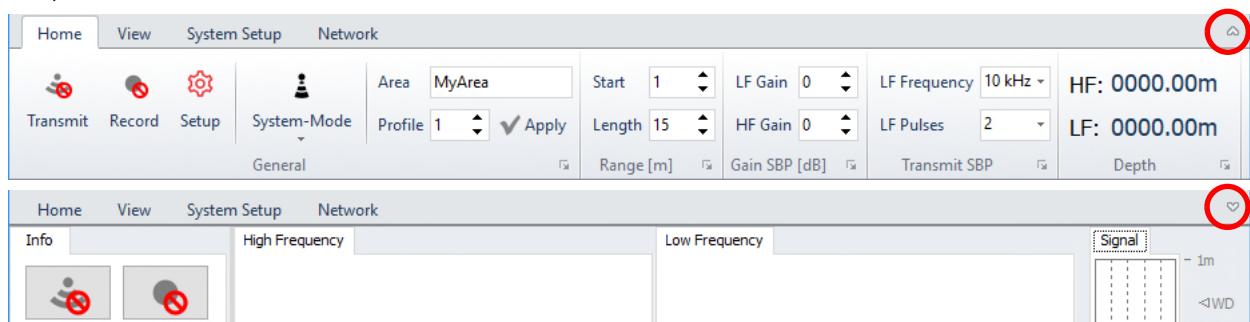 Home View System Setup Network
Area MyArea Start 1 LF Gain 0 LF Frequency 10 kHz HF: 0000.00m
Transmit Record Setup System-Mode Profile 1 Apply Length 15 HF Gain 0 LF Pulses 2 LF: 0000.00m
General Range [m] Gain SBP [dB] Transmit SBP Depth
Home View System Setup Network
Info High Frequency Low Frequency Signal
1m
WD